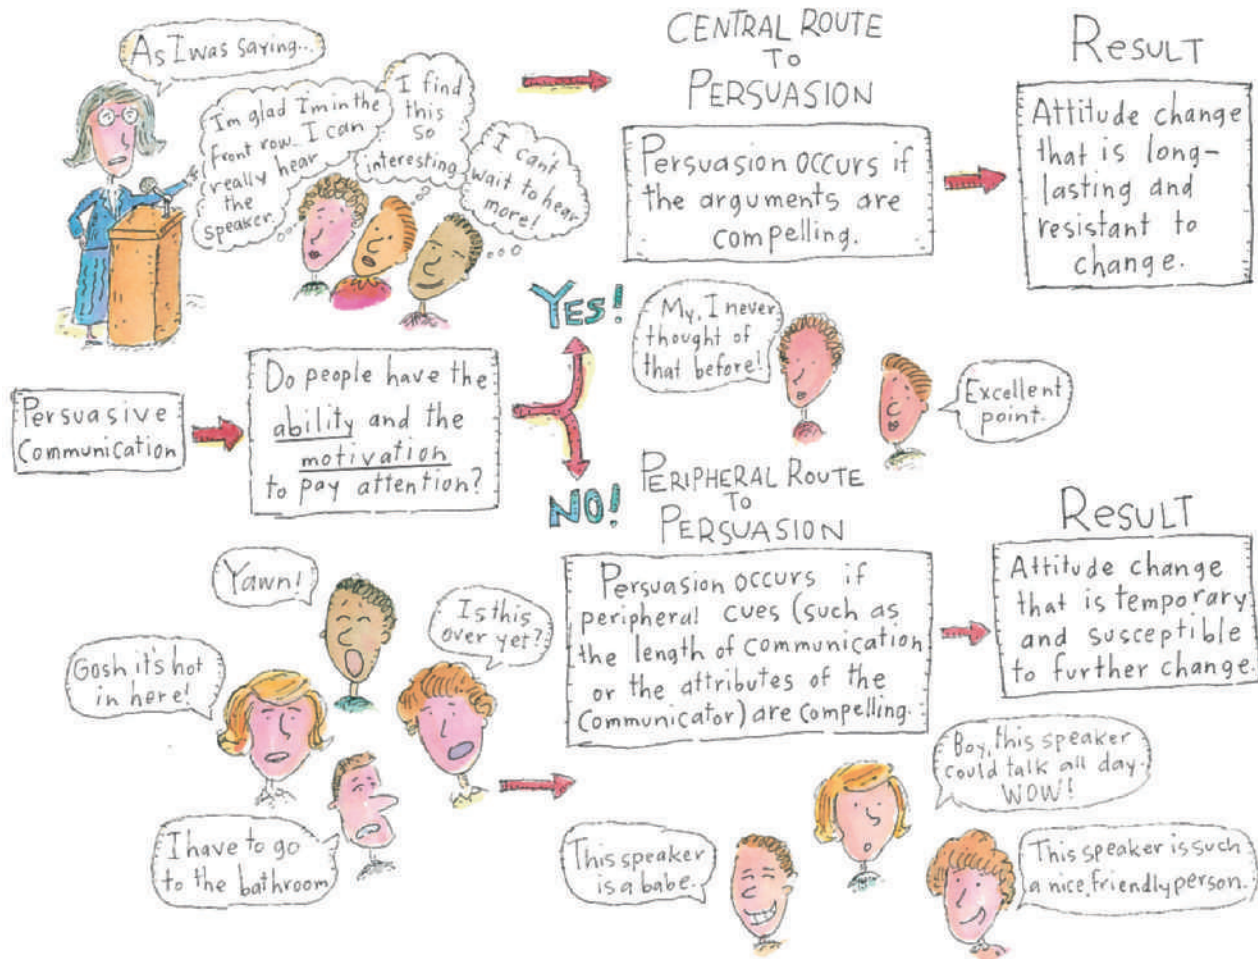 As I was saying...
I'm glad I'm in the
front row. I can
really hear
the
speaker.
I find
this
so
interesting
I can't
wait to hear
more!
CENTRAL ROUTE
TO
PERSUASION
Persuasion occurs if
the arguments are
compelling.
RESULT
Attitude change
that is long-
lasting and
resistant to
change.
Persuasive
Communication
Do people have the
ability and the
motivation
to pay attention?
YES!
NO!
My, I never
thought of
that before!
Excellent
point.
PERIPHERAL ROUTE
TO
PERSUASION
Persuasion occurs if
peripheral cues (such as
the length of communication
or the attributes of the
communicator) are compelling.
RESULT
Attitude change
that is temporary
and susceptible
to further change.
Yawn!
Is this
over yet?
Gosh it's hot
in here!
I have to go
to the bathroom
This speaker
is a babe.
Boy, this speaker
could talk all day.
WOW!
This speaker is such
a nice, friendly person.